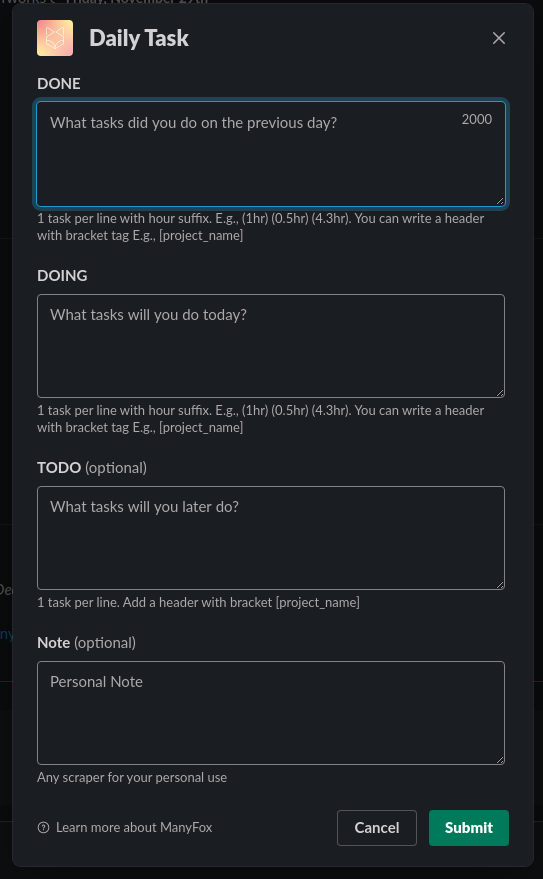 Friday, November 29th
Daily Task
DONE
What tasks did you do on the previous day?
2000
1 task per line with hour suffix. E.g., (1hr) (0.5hr) (4.3hr). You can write a header
with bracket tag E.g., [project_name]
DOING
What tasks will you do today?
1 task per line with hour suffix. E.g., (1hr) (0.5hr) (4.3hr). You can write a header
with bracket tag E.g., [project_name]
TODO (optional)
What tasks will you later do?
1 task per line. Add a header with bracket [project_name]
Note (optional)
Personal Note
Any scraper for your personal use
Learn more about ManyFox
Cancel
Submit